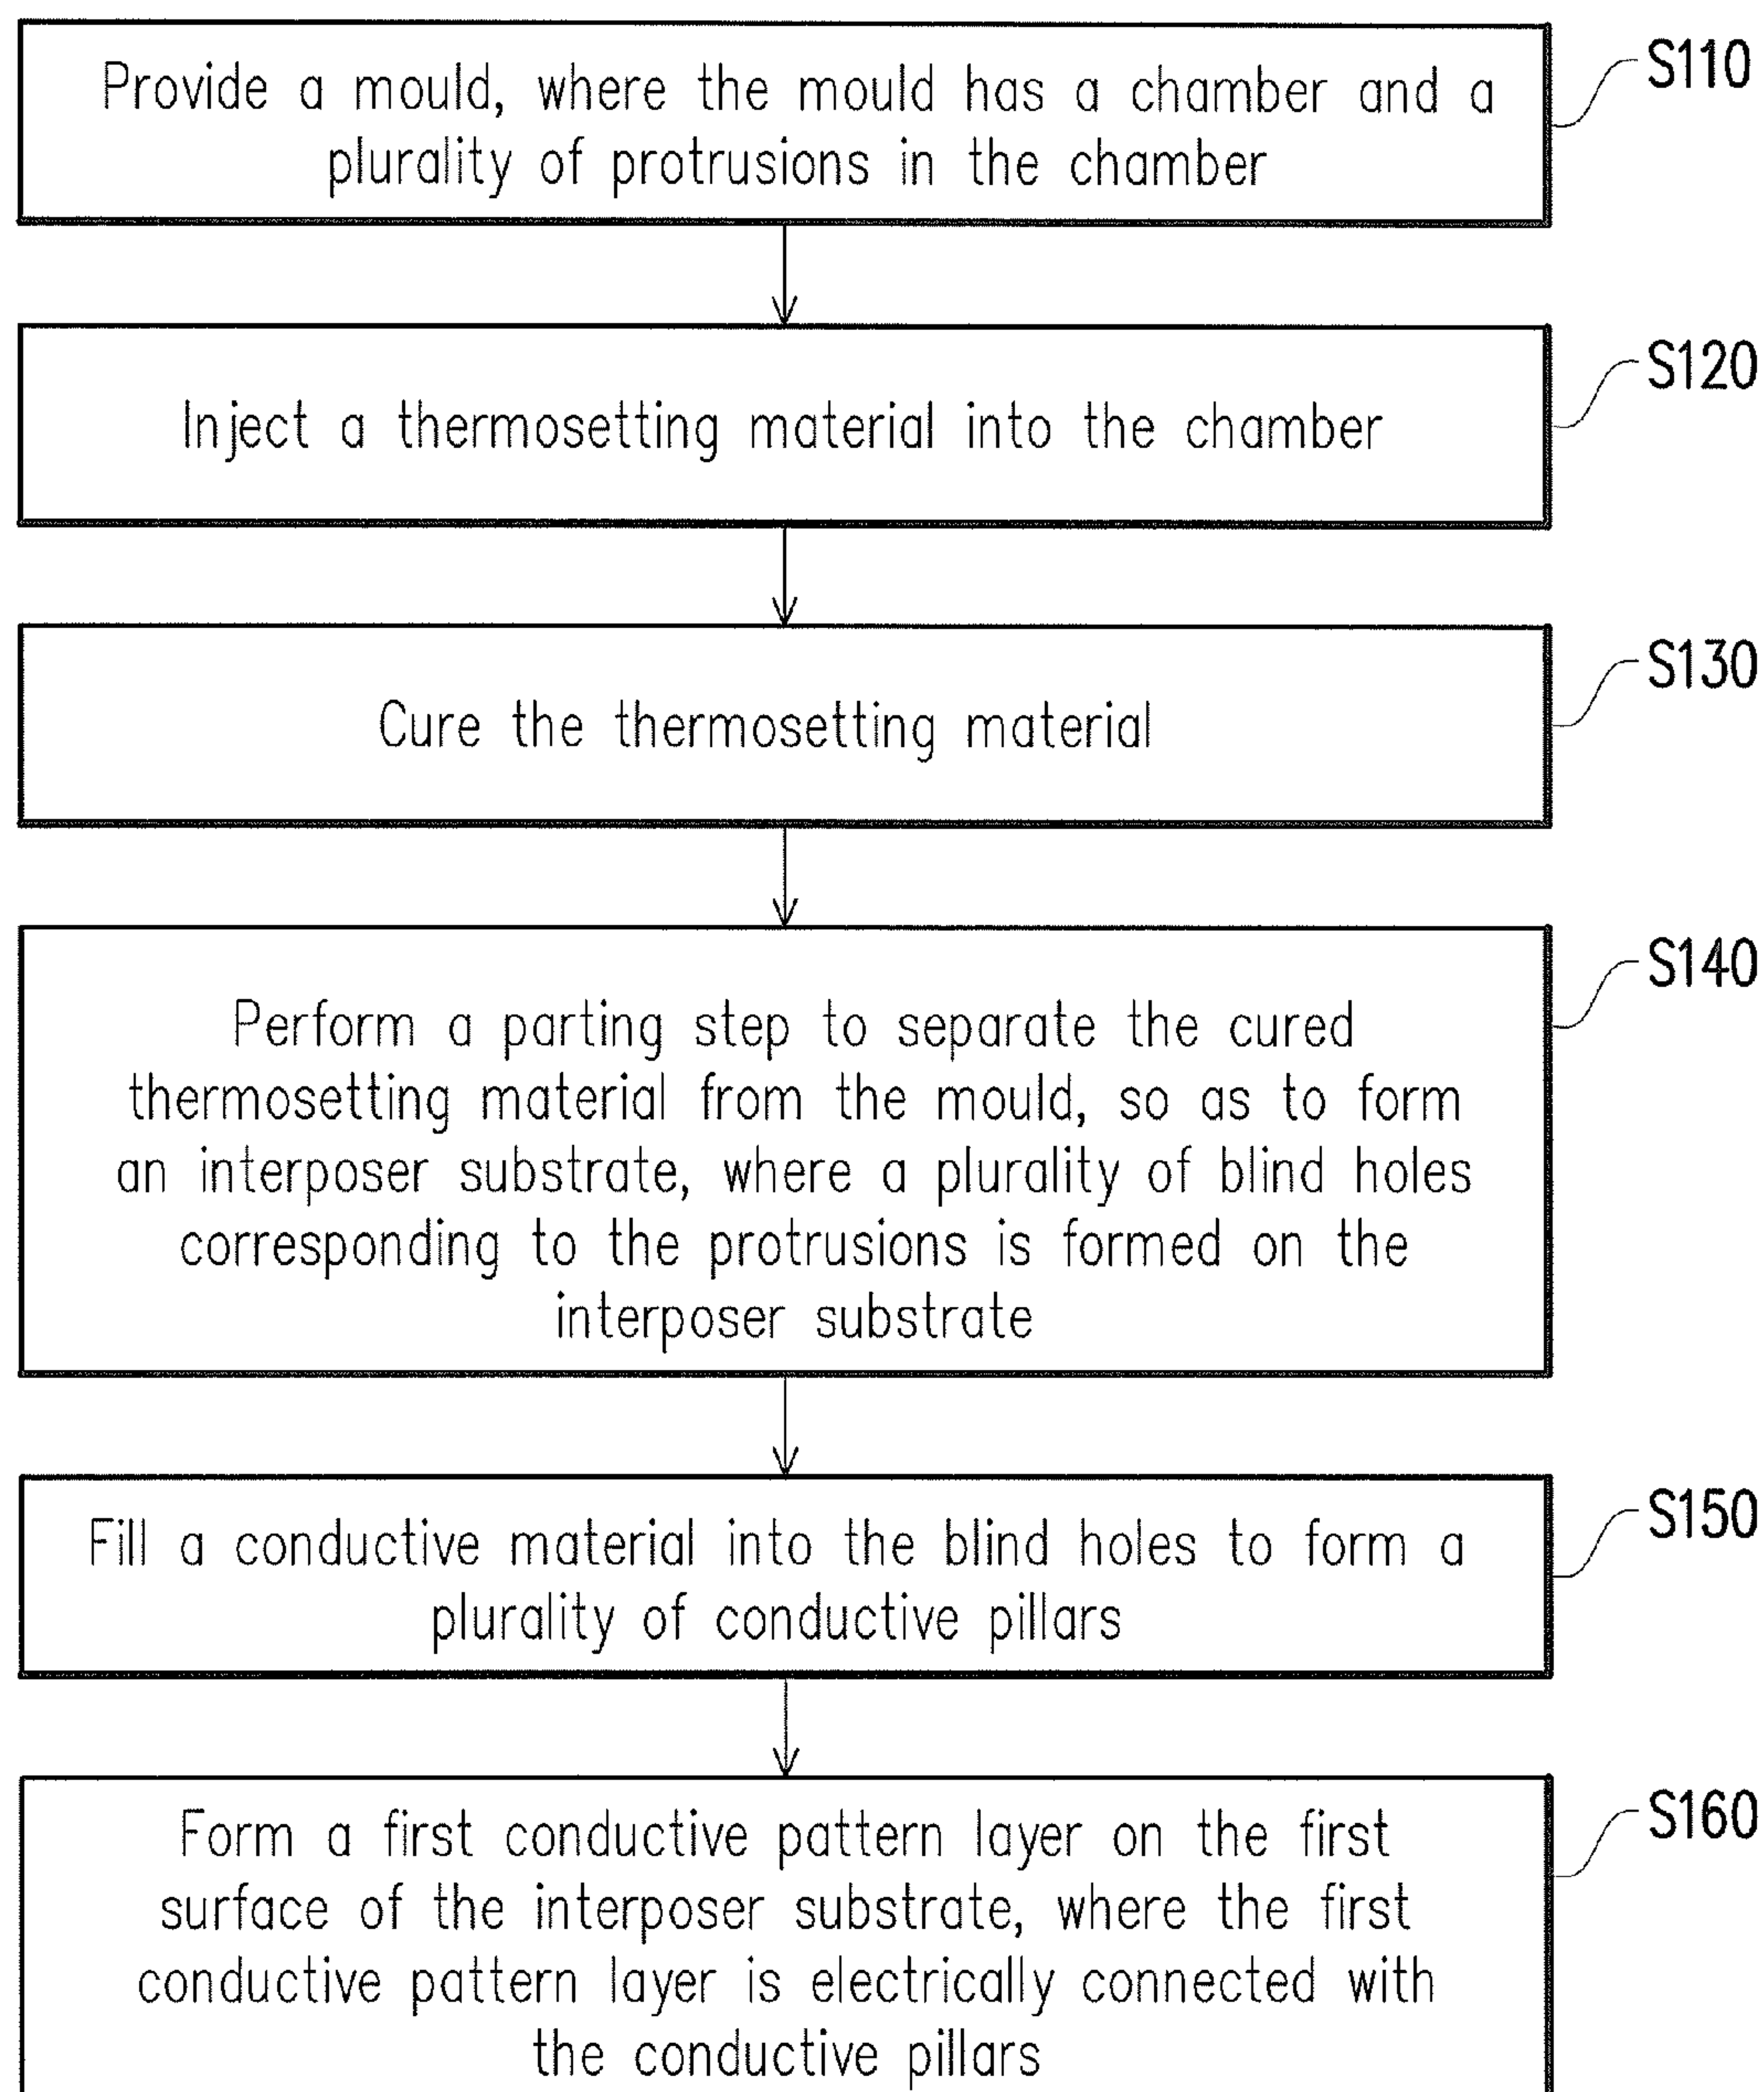 Provide a mould, where the mould has a chamber and a
plurality of protrusions in the chamber
S110
Inject a thermosetting material into the chamber
S120
Cure the thermosetting material
S130
Perform a parting step to separate the cured
thermosetting material from the mould, so as to form
an interposer substrate, where a plurality of blind holes
corresponding to the protrusions is formed on the
interposer substrate
S140
Fill a conductive material into the blind holes to form a
plurality of conductive pillars
S150
Form a first conductive pattern layer on the first
surface of the interposer substrate, where the first
conductive pattern layer is electrically connected with
the conductive pillars
S160